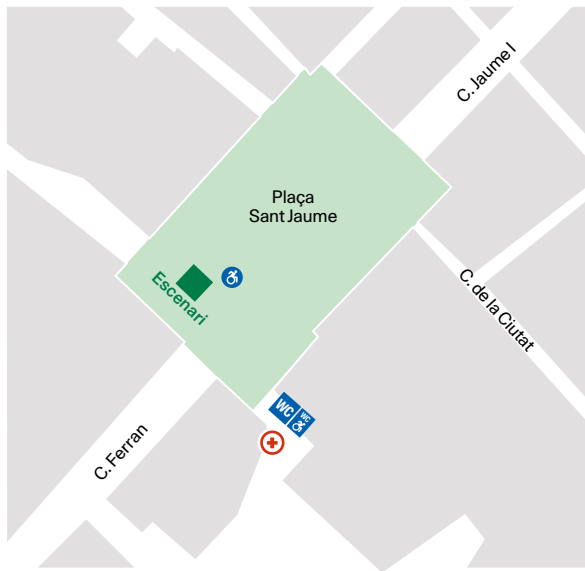 C. Jaume I
Plaça
Sant Jaume
Escenari
C. de la Ciutat
WC
WC
C. Ferran